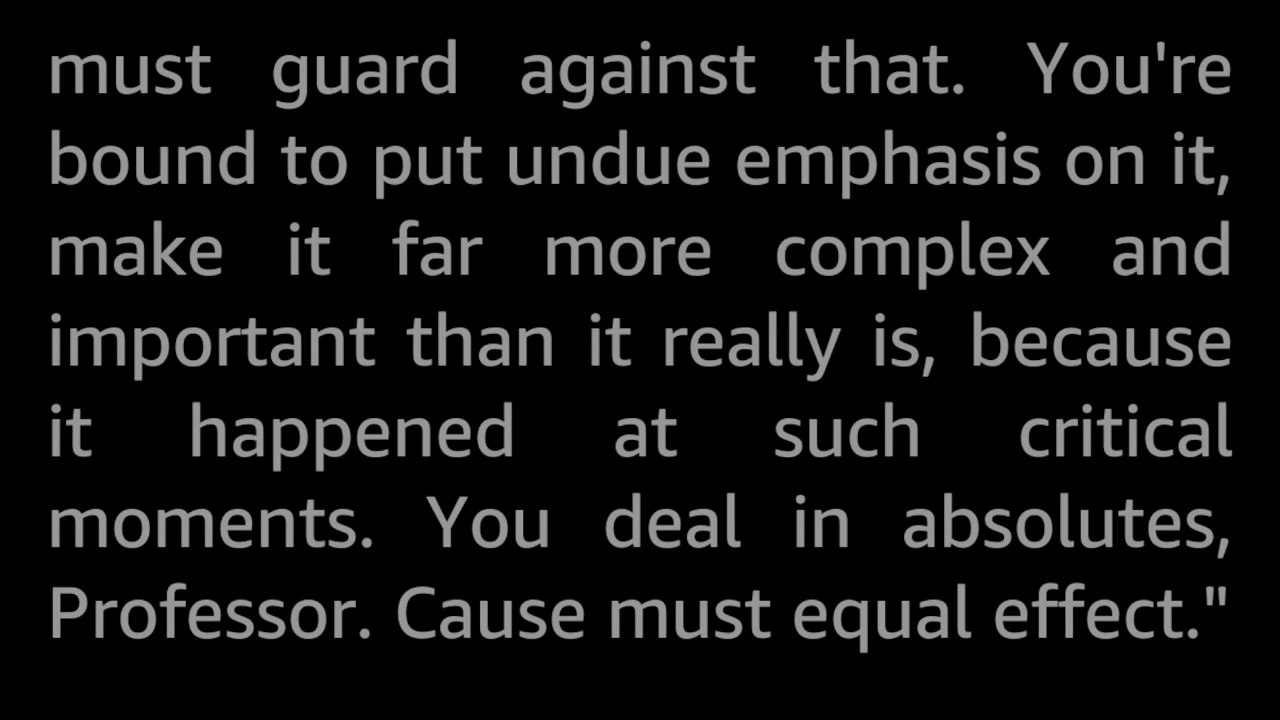 must guard against that. You're
bound to put undue emphasis on it,
make it far more complex and
important than it really is, because
it happened at such critical
moments. You deal in absolutes,
Professor. Cause must equal effect."